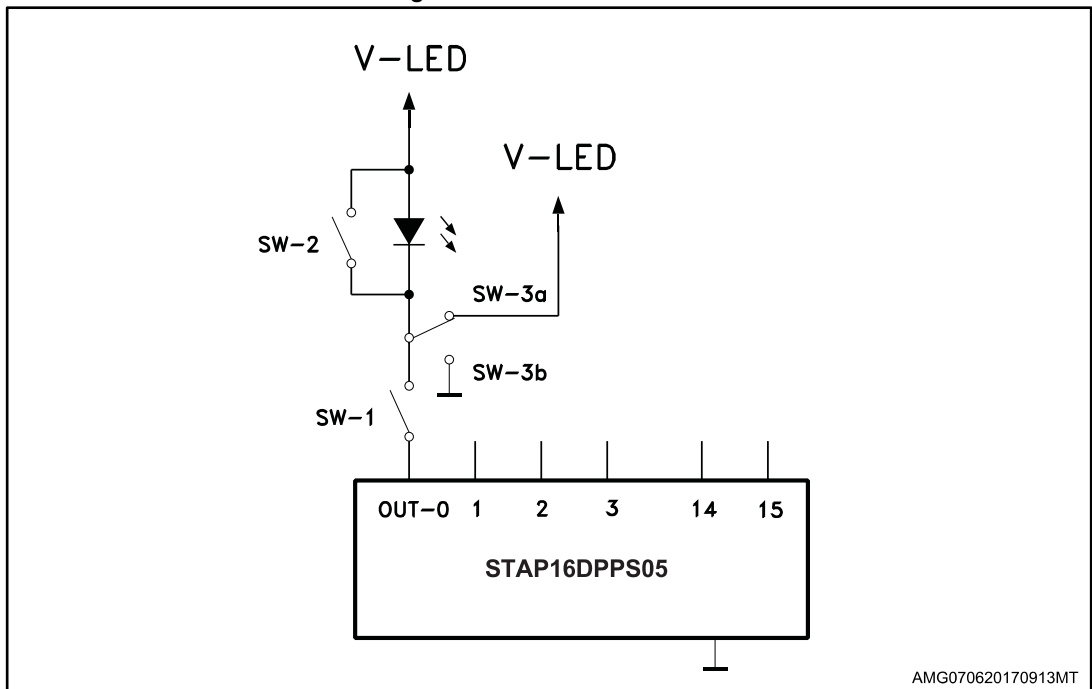 V-LED
V-LED
SW-2
SW-3a
SW-3b
SW-1
OUT-0 1 2 3 14 15
STAP16DPPS05
AMG070620170913MT